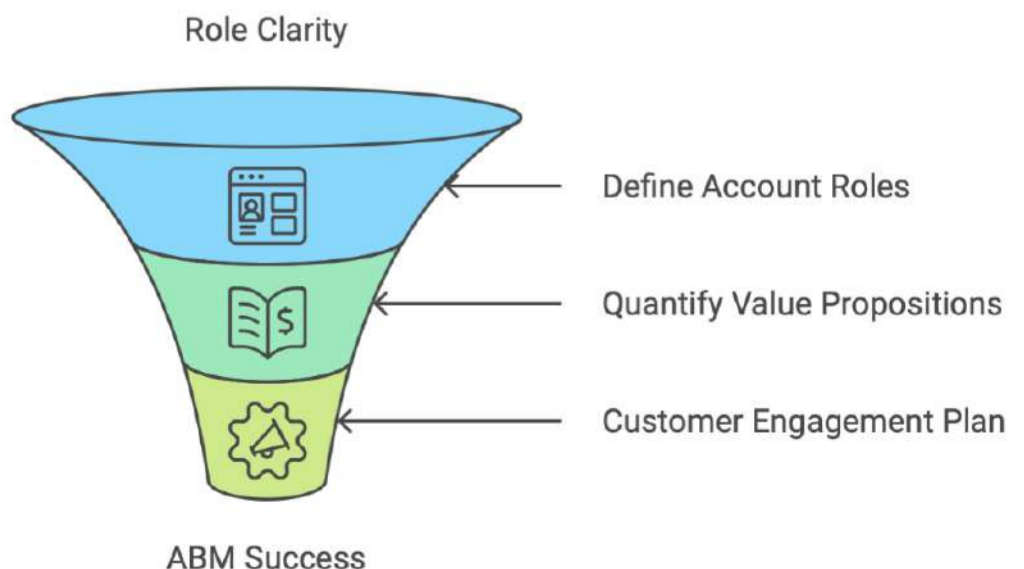 Role Clarity
Define Account Roles
$
Quantify Value Propositions
Customer Engagement Plan
ABM Success